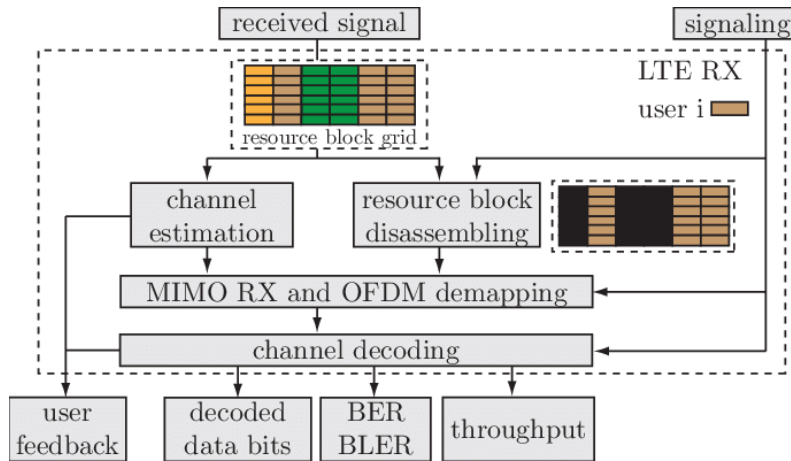 received signal
signaling
LTE RX
user i
resource block grid
channel
estimation
resource block
disassembling
MIMO RX and OFDM demapping
channel decoding
user
feedback
decoded
data bits
BER
BLER
throughput